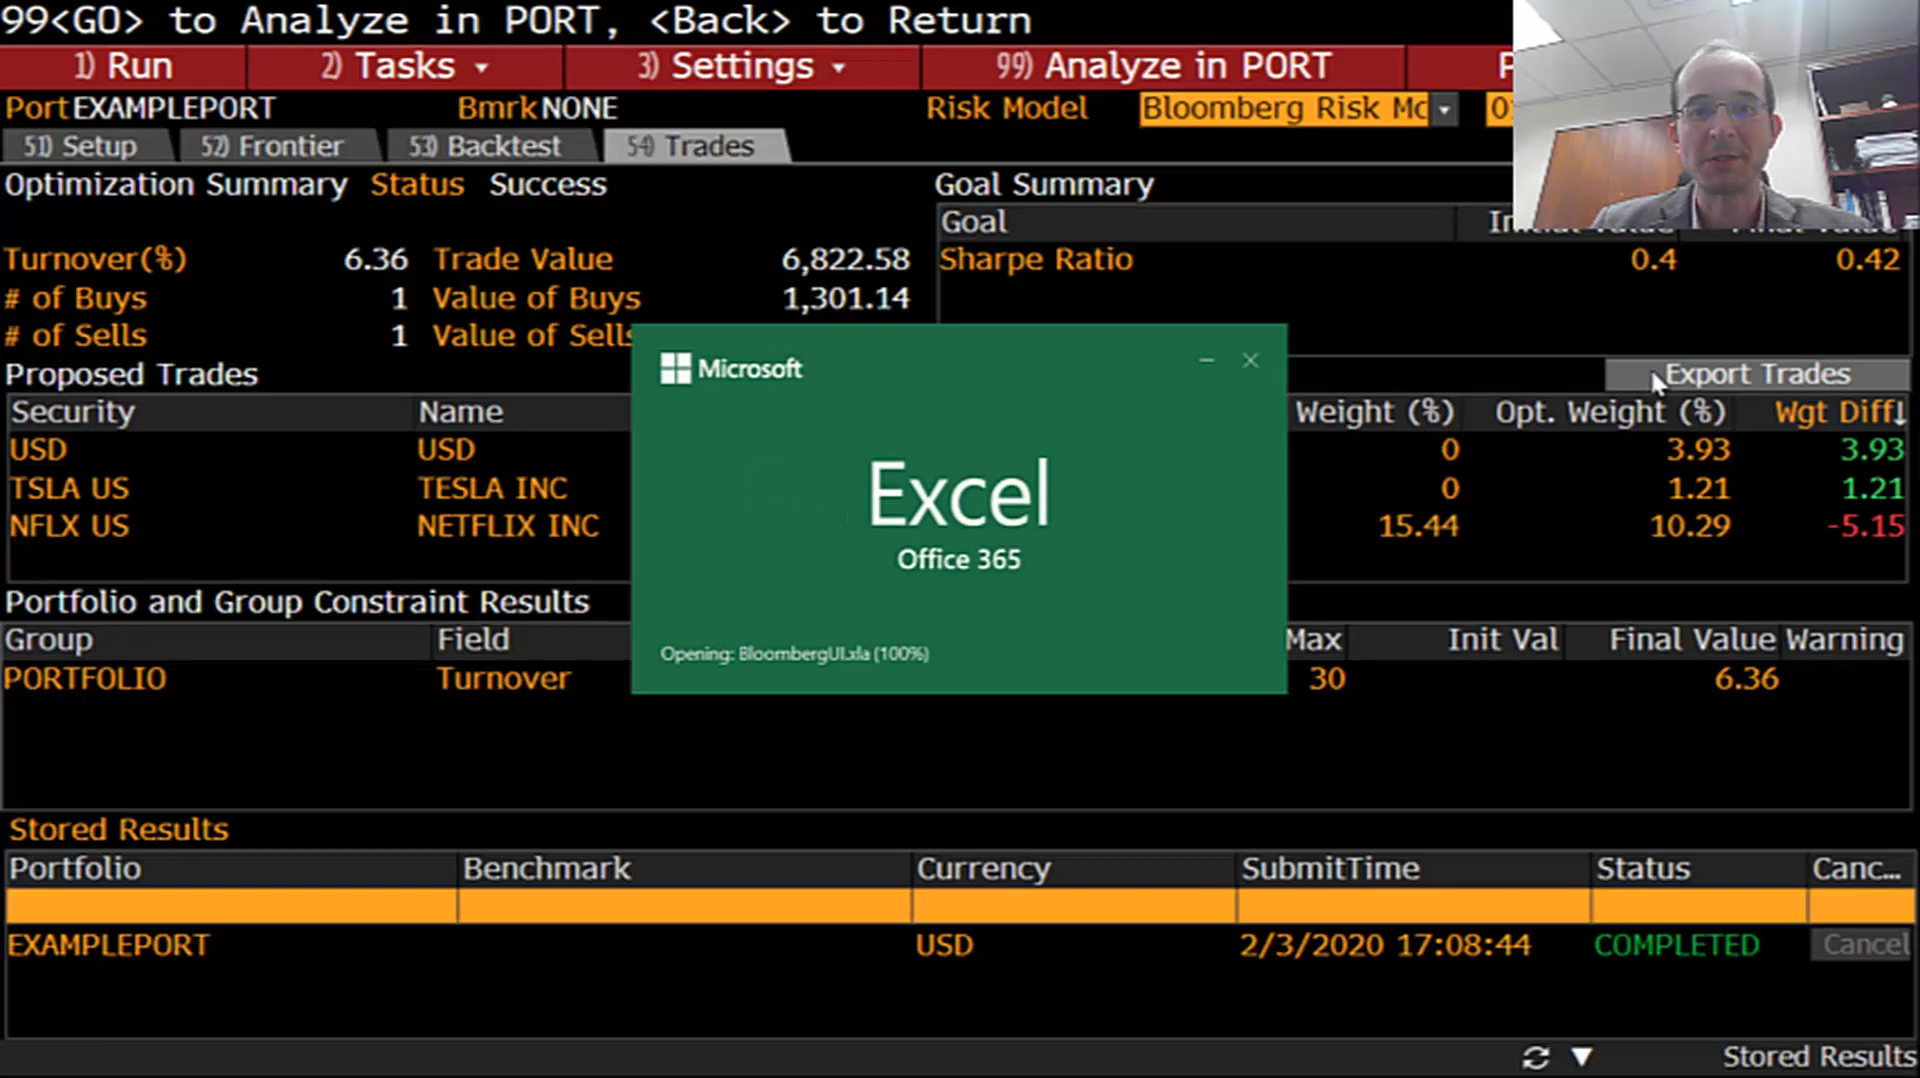 99<GO> to Analyze in PORT, <Back> to Return
1) Run 2) Tasks 3) Settings 99) Analyze in PORT P
Port EXAMPLEPORT Bmrk NONE Risk Model Bloomberg Risk Mc
51) Setup 52) Frontier 53) Backtest 54) Trades
Optimization Summary Status Success Goal Summary
Goal
Turnover(%) 6.36 Trade Value 6,822.58 Sharpe Ratio 0.4 0.42
# of Buys 1 Value of Buys 1,301.14
# of Sells 1 Value of Sells
Microsoft
Excel
Office 365
Opening: BloombergUI.xla (100%)
Proposed Trades Export Trades
Security Name Weight (%) Opt. Weight (%) Wgt Diff↓
USD USD 0 3.93 3.93
TSLA US TESLA INC 0 1.21 1.21
NFLX US NETFLIX INC 15.44 10.29 -5.15
Portfolio and Group Constraint Results
Group Field Max Init Val Final Value Warning
PORTFOLIO Turnover 30 6.36
Stored Results
Portfolio Benchmark Currency SubmitTime Status Canc...
EXAMPLEPORT USD 2/3/2020 17:08:44 COMPLETED Cancel
Stored Results